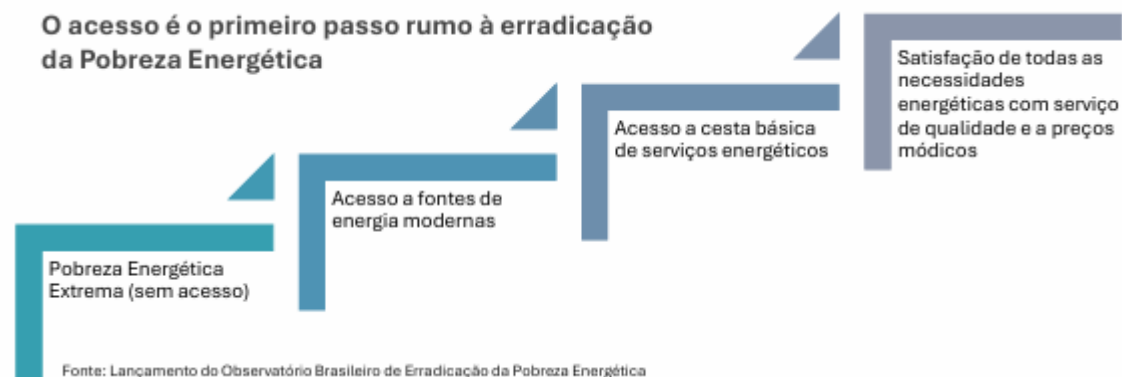 O acesso é o primeiro passo rumo à erradicação
da Pobreza Energética
Pobreza Energética
Extrema (sem acesso)
Acesso a fontes de
energia modernas
Acesso a cesta básica
de serviços energéticos
Satisfação de todas as
necessidades
energéticas com serviço
de qualidade e a preços
módicos
Fonte: Lançamento do Observatório Brasileiro de Erradicação da Pobreza Energética